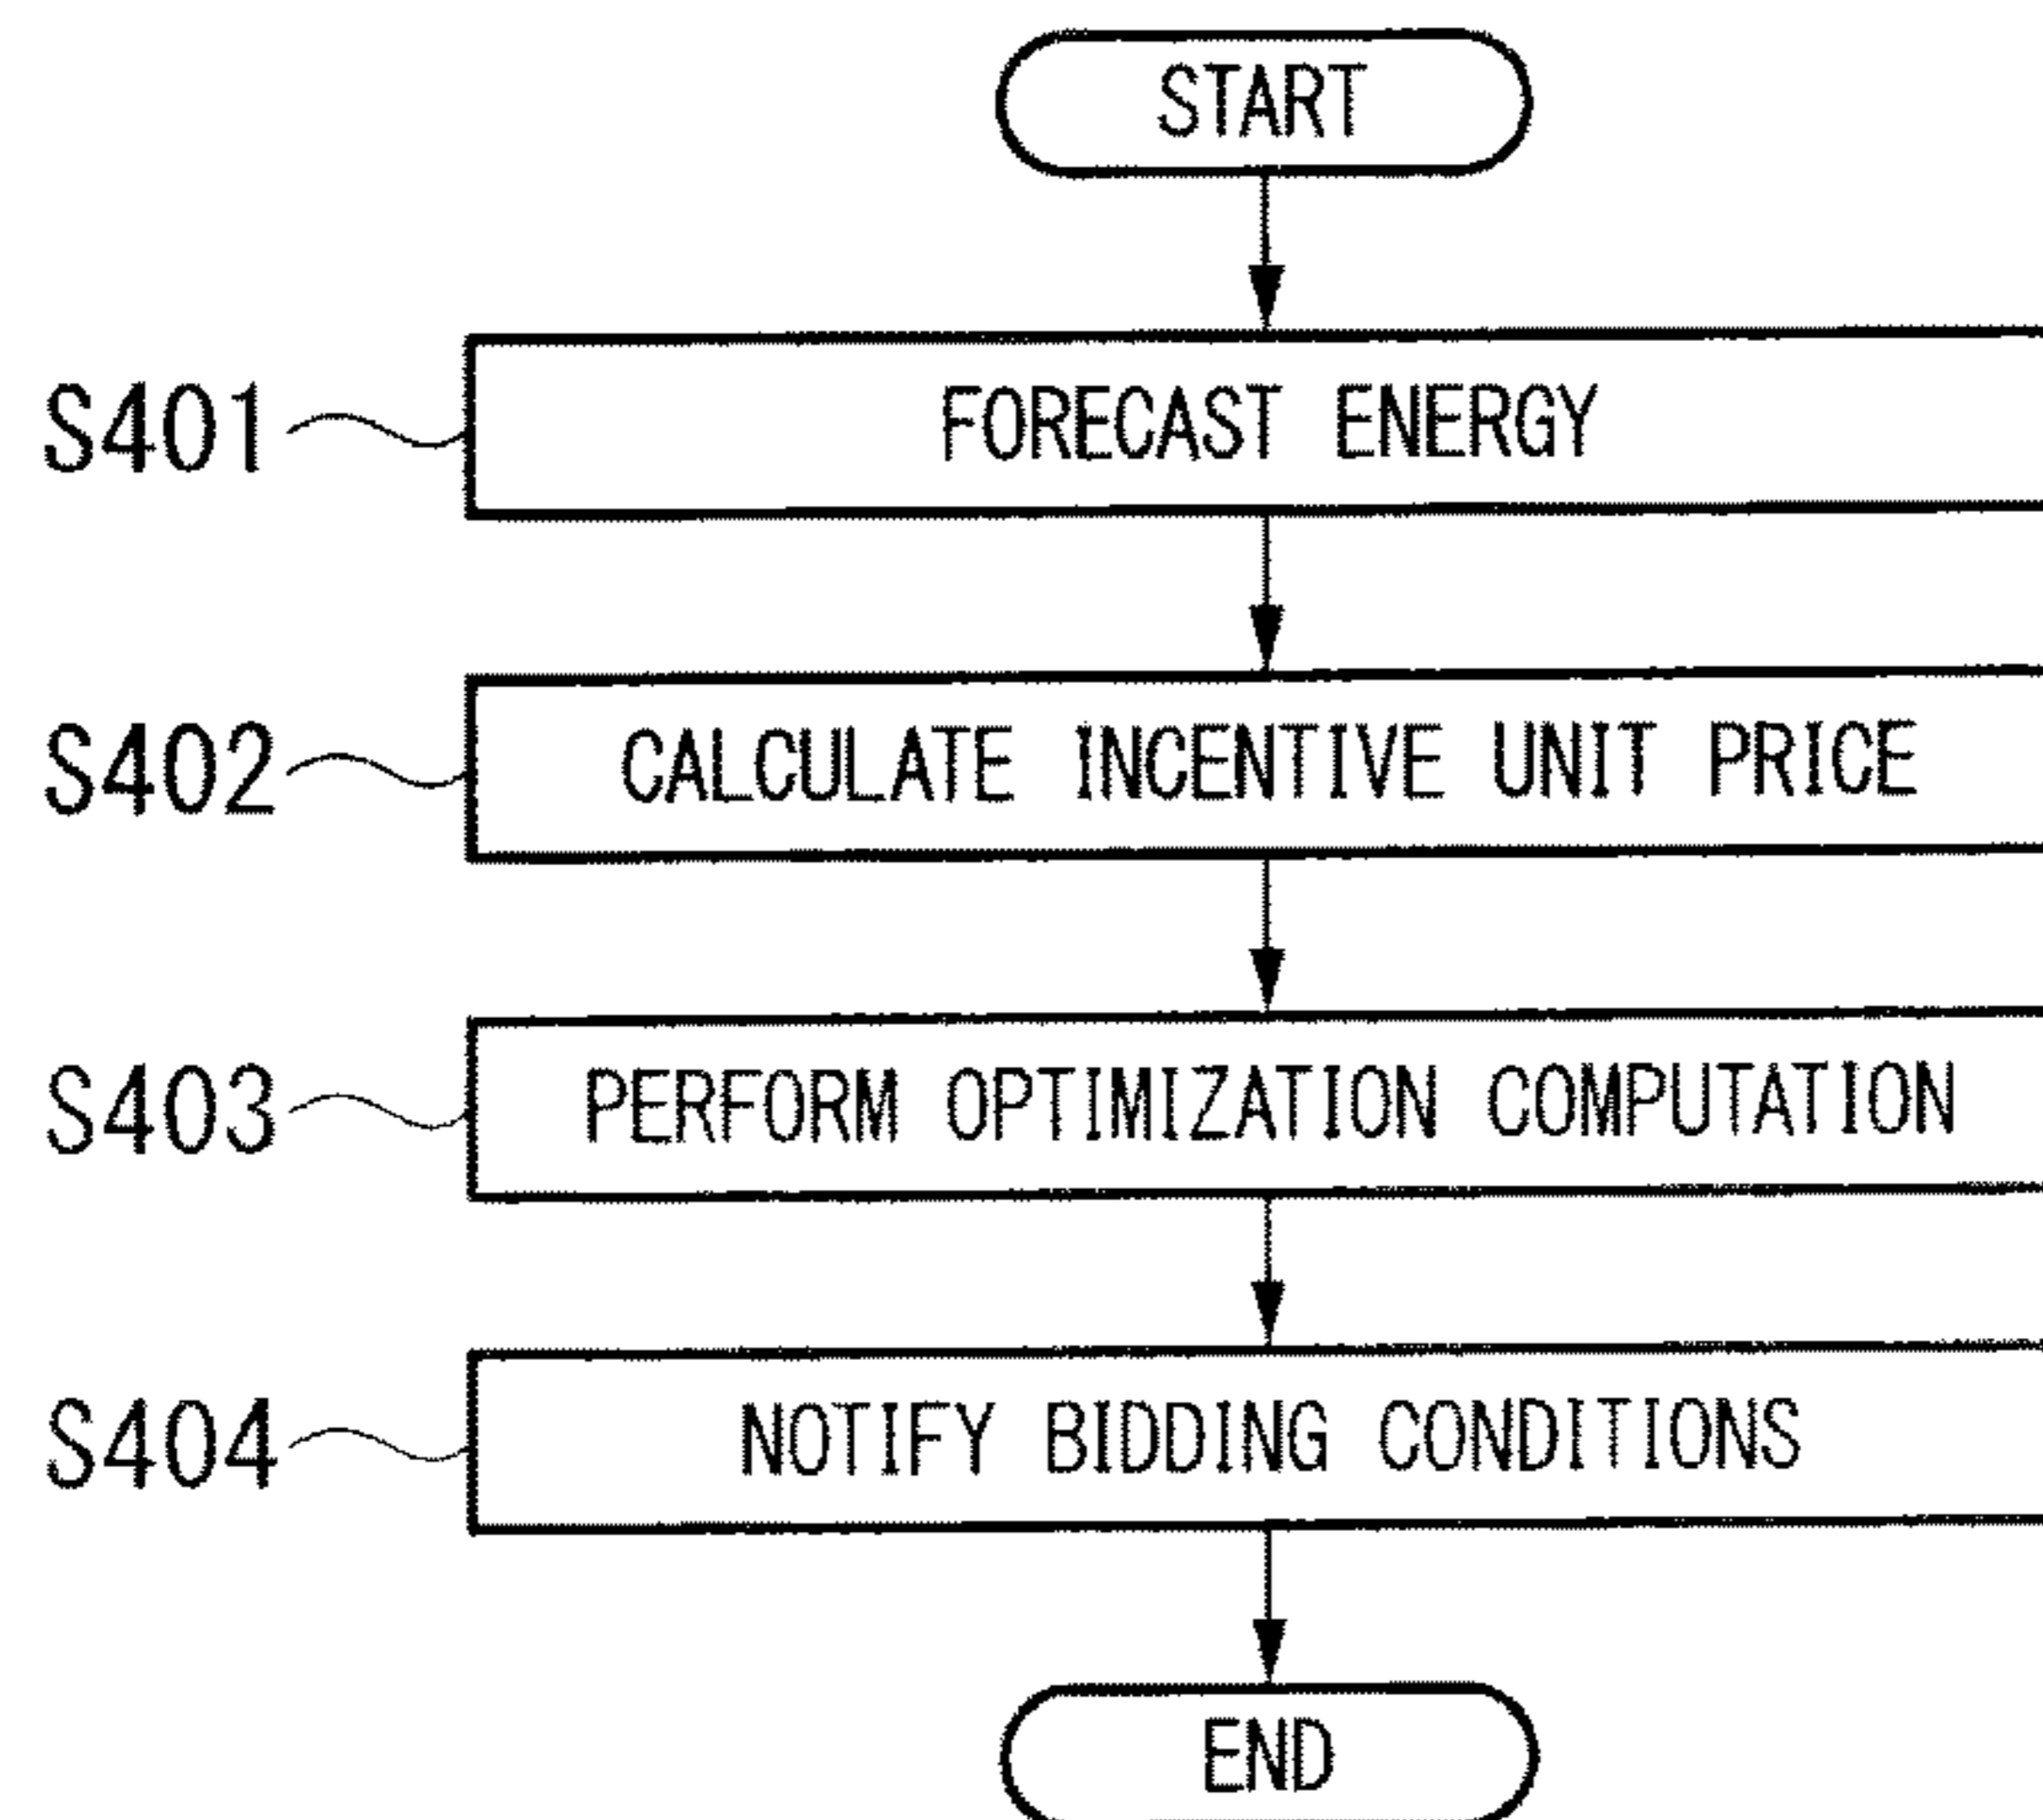 START
S401 FORECAST ENERGY
S402 CALCULATE INCENTIVE UNIT PRICE
S403 PERFORM OPTIMIZATION COMPUTATION
S404 NOTIFY BIDDING CONDITIONS
END